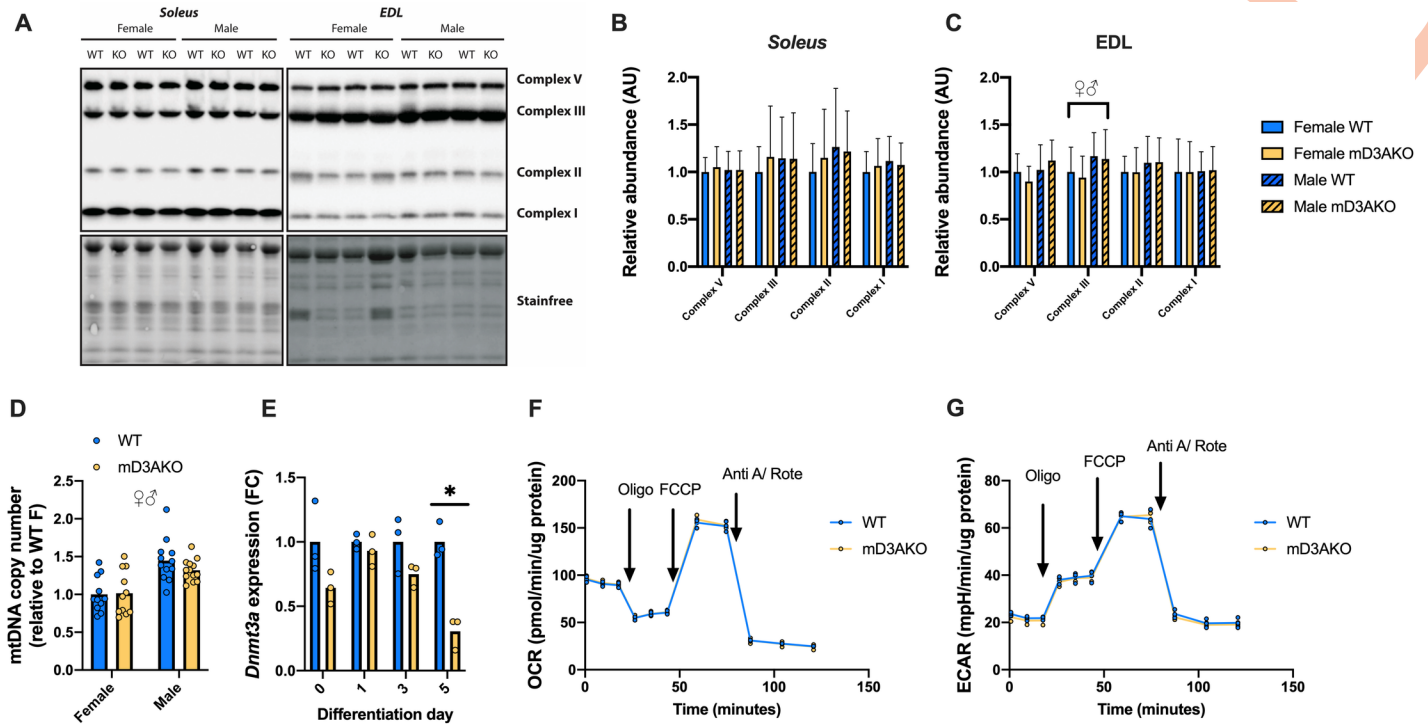 A
Soleus
EDL
Female
Male
Female
Male
WT KO WT KO WT KO WT KO
WT KO WT KO WT KO WT KO
Complex V
Complex III
Complex II
Complex I
Stainfree
B
Soleus
Relative abundance (AU)
2.0
1.5
1.0
0.5
0.0
Complex V
Complex III
Complex II
Complex I
C
EDL
Relative abundance (AU)
2.0
1.5
1.0
0.5
0.0
♀♂
Complex V
Complex III
Complex II
Complex I
Female WT
Female mD3AKO
Male WT
Male mD3AKO
D
WT
mD3AKO
♀♂
mtDNA copy number
(relative to WT F)
2.5
2.0
1.5
1.0
0.5
0.0
Female
Male
E
Dnmt3a expression (FC)
1.5
1.0
0.5
0.0
*
0 1 3 5
Differentiation day
F
OCR (pmol/min/ug protein)
200
150
100
50
0
Oligo FCCP Anti A/ Rote
WT
mD3AKO
0 50 100 150
Time (minutes)
G
ECAR (mpH/min/ug protein)
80
60
40
20
0
Oligo
FCCP
Anti A/ Rote
WT
mD3AKO
0 50 100 150
Time (minutes)